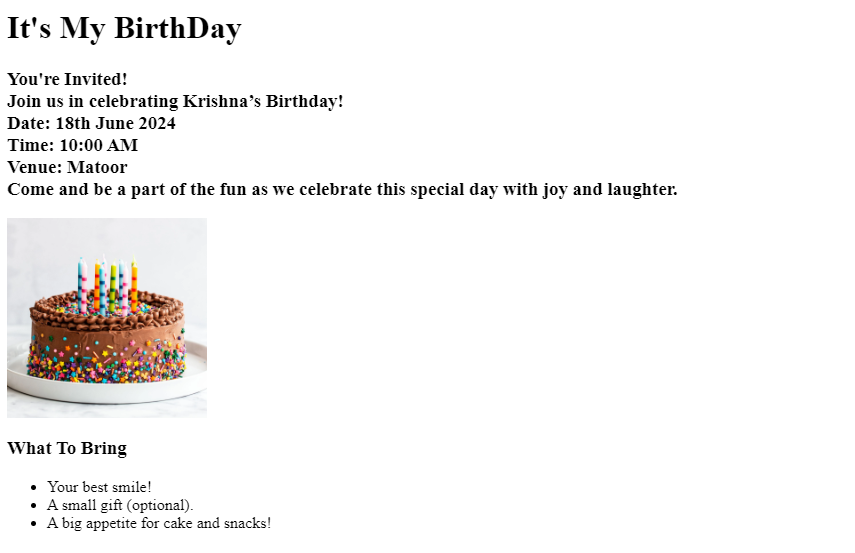 It's My BirthDay
You're Invited!
Join us in celebrating Krishna’s Birthday!
Date: 18th June 2024
Time: 10:00 AM
Venue: Matoor
Come and be a part of the fun as we celebrate this special day with joy and laughter.
What To Bring
• Your best smile!
• A small gift (optional).
• A big appetite for cake and snacks!